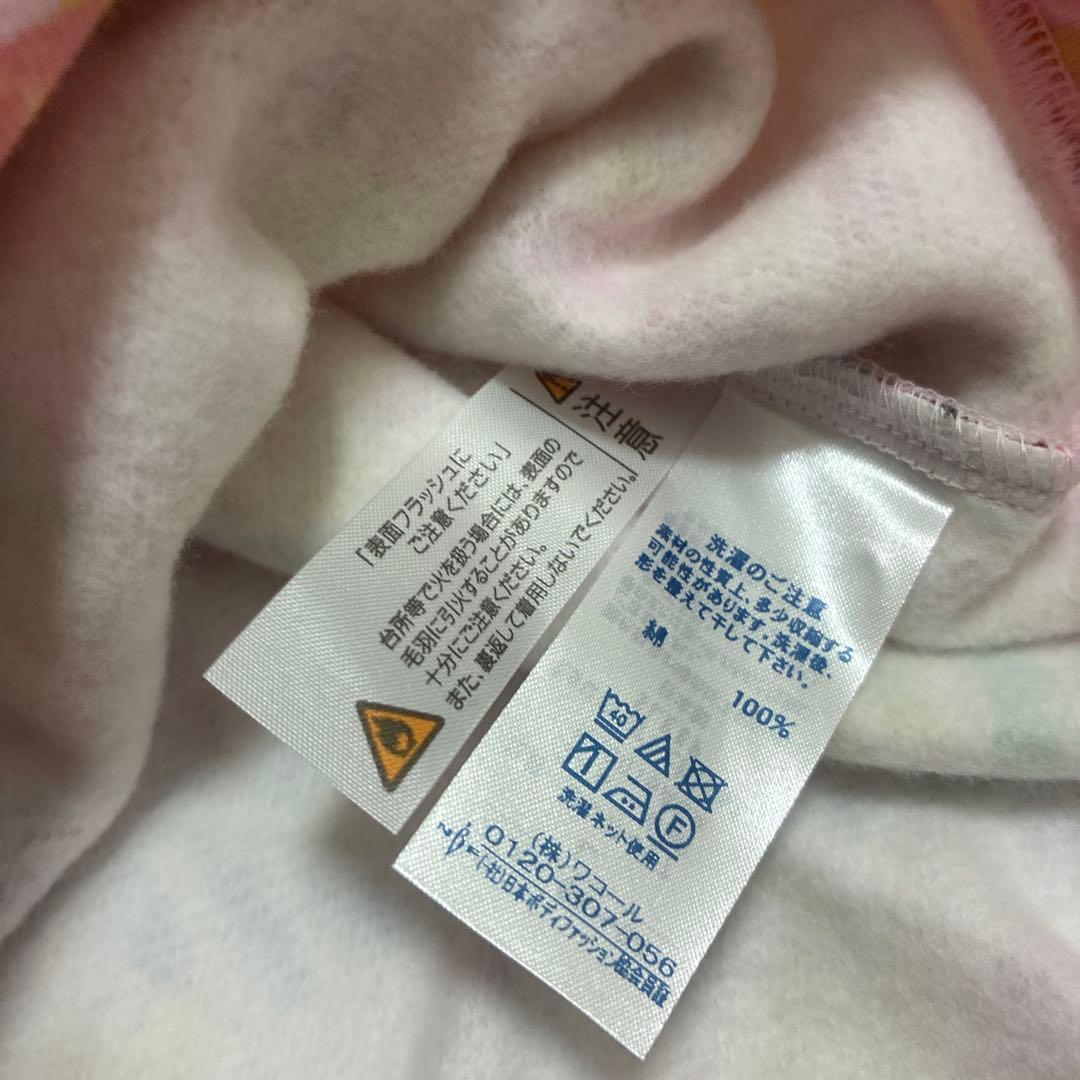 注意
「表面フラッシュに
ご注意ください」
台所等で火を扱う場合には、表面の
毛羽に引火することがありますので
十分にご注意ください。
また、裏返して着用しないでください。
洗濯のご注意
素材の性質上、多少収縮する
可能性があります。洗濯後、
形を整えて干して下さい。
綿 100%
40
F
洗濯ネット使用
(株)ワコール
0120-307-056
(社)日本ボディファッション協会員証